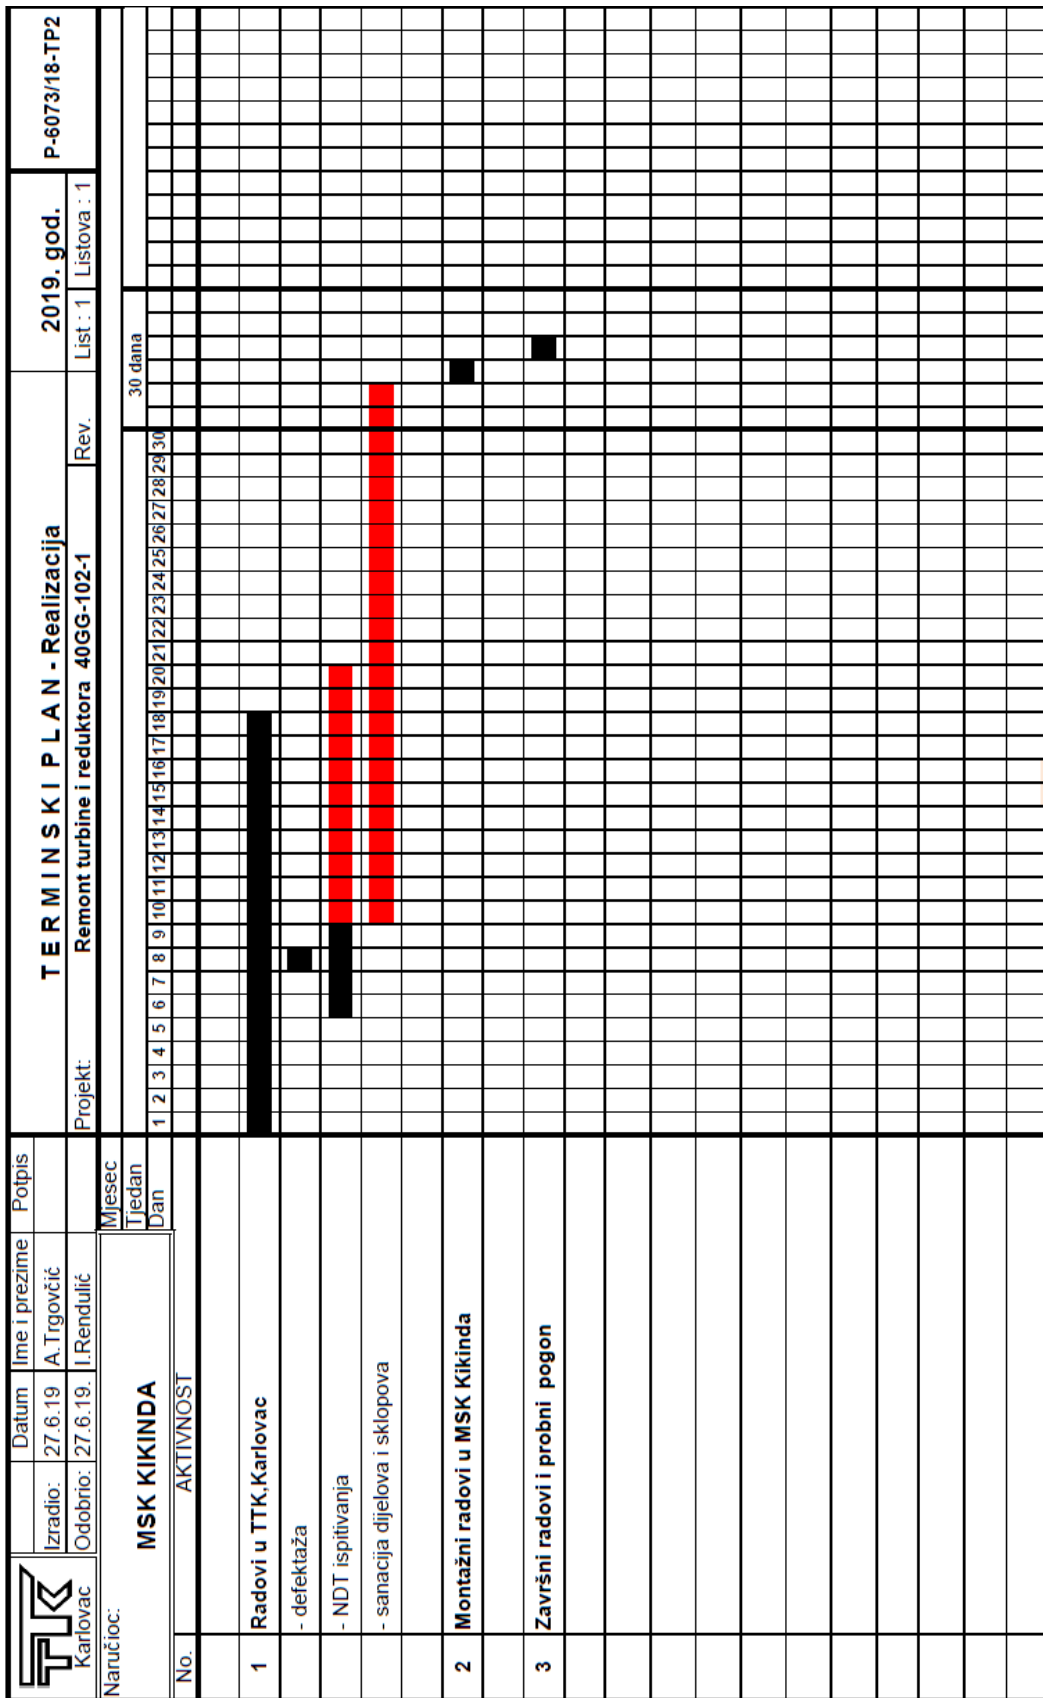 TTK
Karlovac
Datum Ime i prezime Potpis
Izradio: 27.6.19 A.Trgovčić
Odobrio: 27.6.19. I.Rendulić
T E R M I N S K I P L A N - Realizacija 2019. god. P-6073/18-TP2
Projekt: Remont turbine i reduktora 40GG-102-1 Rev. List : 1 Listova : 1
Naručioc:
MSK KIKINDA
Mjesec
Tjedan 30 dana
Dan 1 2 3 4 5 6 7 8 9 10 11 12 13 14 15 16 17 18 19 20 21 22 23 24 25 26 27 28 29 30
No. AKTIVNOST
1 Radovi u TTK,Karlovac
- defektaža
- NDT ispitivanja
- sanacija dijelova i sklopova
2 Montažni radovi u MSK Kikinda
3 Završni radovi i probni pogon